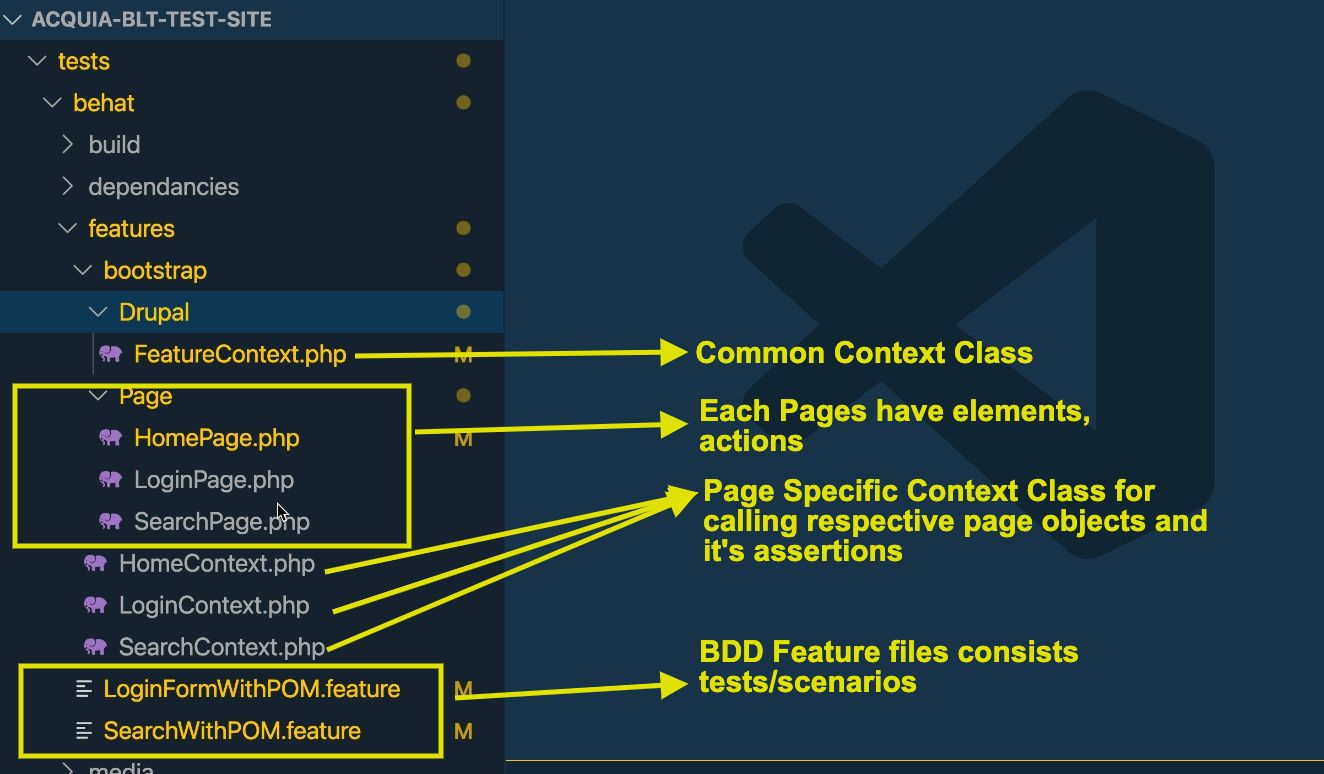 ACQUIA-BLT-TEST-SITE
tests
behat
build
dependancies
features
bootstrap
Drupal
FeatureContext.php M
Common Context Class
Page
Each Pages have elements,
actions
HomePage.php M
LoginPage.php
Page Specific Context Class for
calling respective page objects and
it's assertions
SearchPage.php
HomeContext.php
LoginContext.php
SearchContext.php
BDD Feature files consists
tests/scenarios
LoginFormWithPOM.feature M
SearchWithPOM.feature M
media